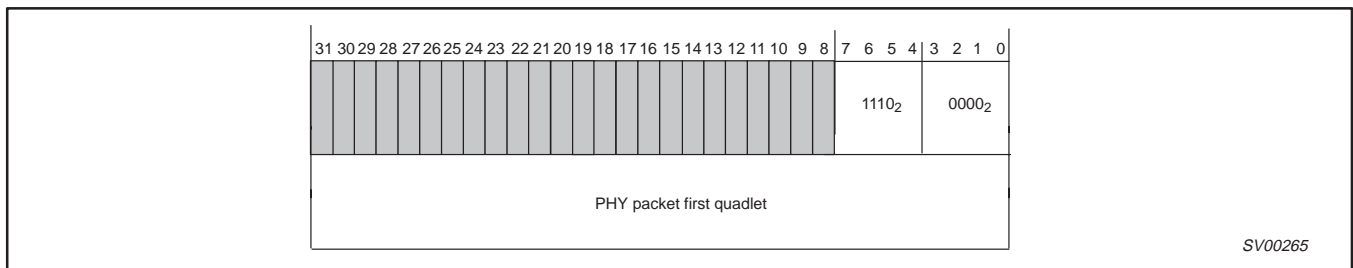 31 30 29 28 27 26 25 24 23 22 21 20 19 18 17 16 15 14 13 12 11 10 9 8 7 6 5 4 3 2 1 0
1110₂ 0000₂
PHY packet first quadlet
SV00265